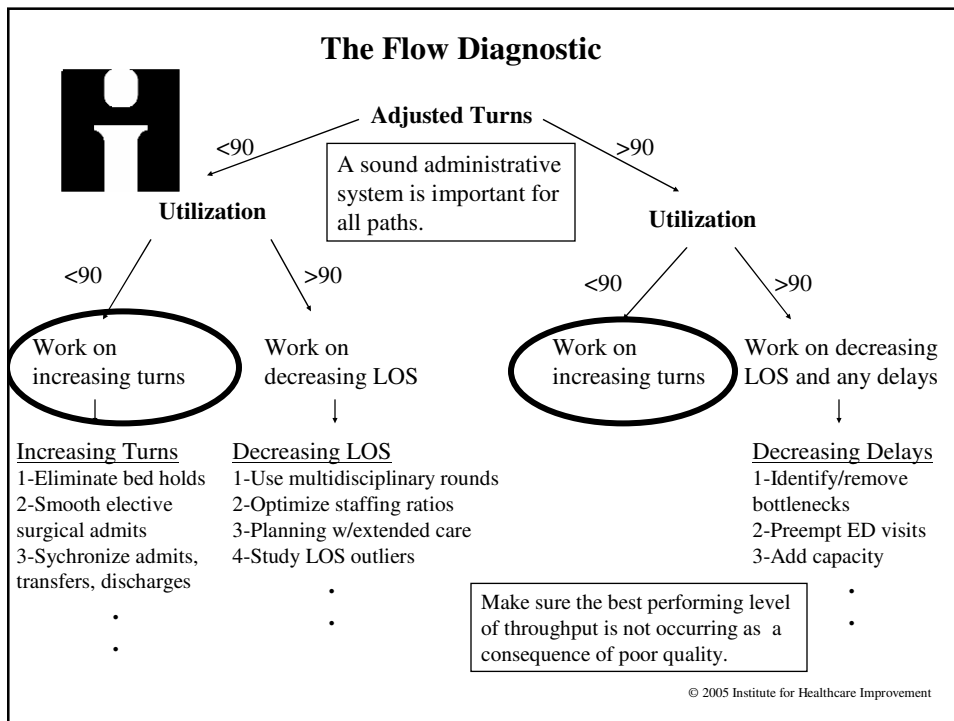 The Flow Diagnostic
Adjusted Turns
<90
>90
A sound administrative
system is important for
all paths.
Utilization
Utilization
<90
>90
<90
>90
Work on
increasing turns
Work on
decreasing LOS
Work on
increasing turns
Work on decreasing
LOS and any delays
Increasing Turns
1-Eliminate bed holds
2-Smooth elective
surgical admits
3-Sychronize admits,
transfers, discharges
.
.
Decreasing LOS
1-Use multidisciplinary rounds
2-Optimize staffing ratios
3-Planning w/extended care
4-Study LOS outliers
.
.
Decreasing Delays
1-Identify/remove
bottlenecks
2-Preempt ED visits
3-Add capacity
.
.
Make sure the best performing level
of throughput is not occurring as a
consequence of poor quality.
© 2005 Institute for Healthcare Improvement